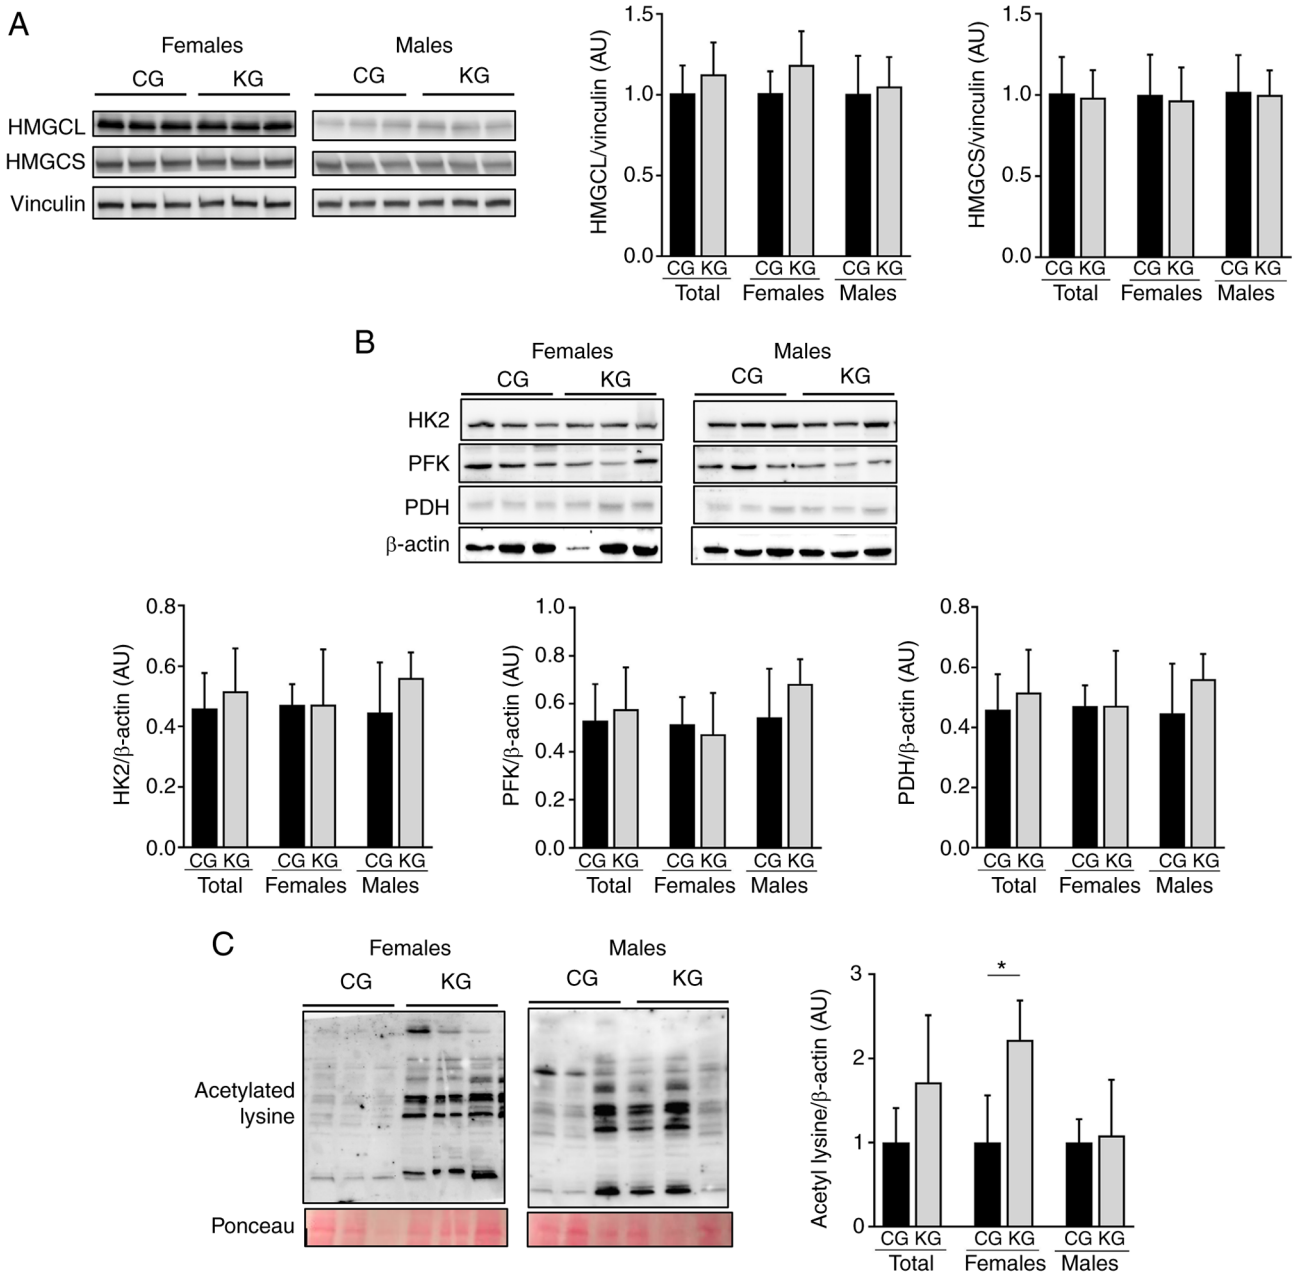 A
Females
Males
CG KG CG KG
HMGCL
HMGCS
Vinculin
HMGCL/vinculin (AU)
1.5
1.0
0.5
0.0
CG KG CG KG CG KG
Total Females Males
HMGCS/vinculin (AU)
1.5
1.0
0.5
0.0
CG KG CG KG CG KG
Total Females Males
B
Females
Males
CG KG CG KG
HK2
PFK
PDH
β-actin
HK2/β-actin (AU)
0.8
0.6
0.4
0.2
0.0
CG KG CG KG CG KG
Total Females Males
PFK/β-actin (AU)
1.0
0.8
0.6
0.4
0.2
0.0
CG KG CG KG CG KG
Total Females Males
PDH/β-actin (AU)
0.8
0.6
0.4
0.2
0.0
CG KG CG KG CG KG
Total Females Males
C
Females
Males
CG KG CG KG
Acetylated
lysine
Ponceau
Acetyl lysine/β-actin (AU)
3
2
1
0
*
CG KG CG KG CG KG
Total Females Males